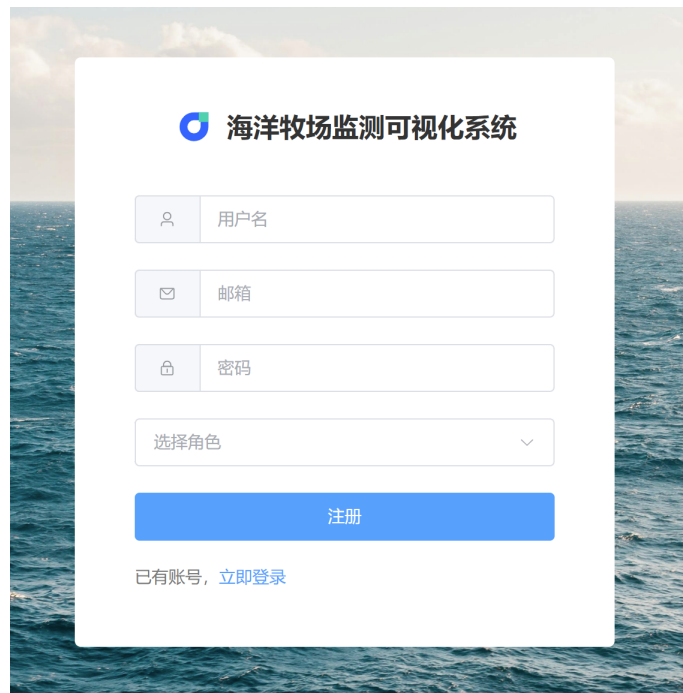 海洋牧场监测可视化系统
用户名
邮箱
密码
选择角色
注册
已有账号，立即登录